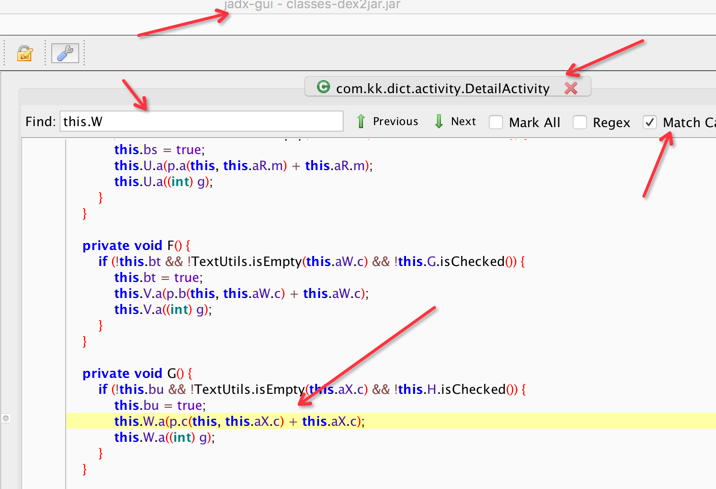 jadx-gui - classes-dex2jar.jar
com.kk.dict.activity.DetailActivity
Find: this.W Previous Next Mark All Regex Match Ca
this.bs = true;
this.U.a(p.a(this, this.aR.m) + this.aR.m);
this.U.a((int) g);
}
}
private void F() {
if (!this.bt && !TextUtils.isEmpty(this.aW.c) && !this.G.isChecked()) {
this.bt = true;
this.V.a(p.b(this, this.aW.c) + this.aW.c);
this.V.a((int) g);
}
}
private void G() {
if (!this.bu && !TextUtils.isEmpty(this.aX.c) && !this.H.isChecked()) {
this.bu = true;
this.W.a(p.c(this, this.aX.c) + this.aX.c);
this.W.a((int) g);
}
}